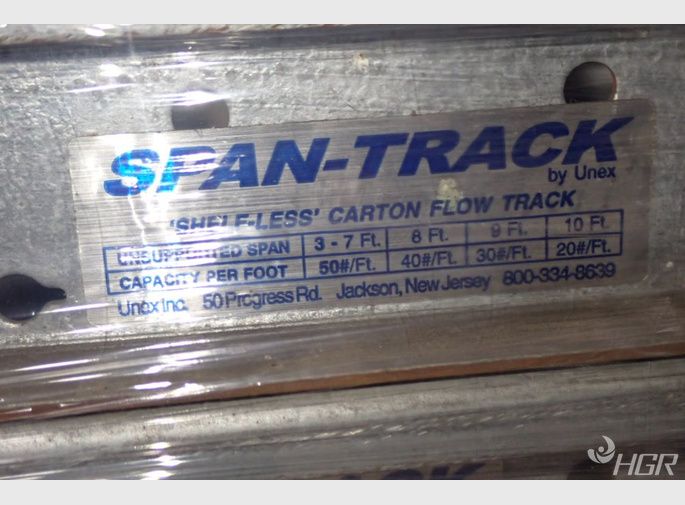 SPAN-TRACK
by Unex
'SHELF-LESS' CARTON FLOW TRACK
UNSUPPORTED SPAN 3 - 7 Ft. 8 Ft. 9 Ft. 10 Ft.
CAPACITY PER FOOT 50#/Ft. 40#/Ft. 30#/Ft. 20#/Ft.
Unex Inc. 50 Progress Rd. Jackson, New Jersey 800-334-8639
TRACK
HGR